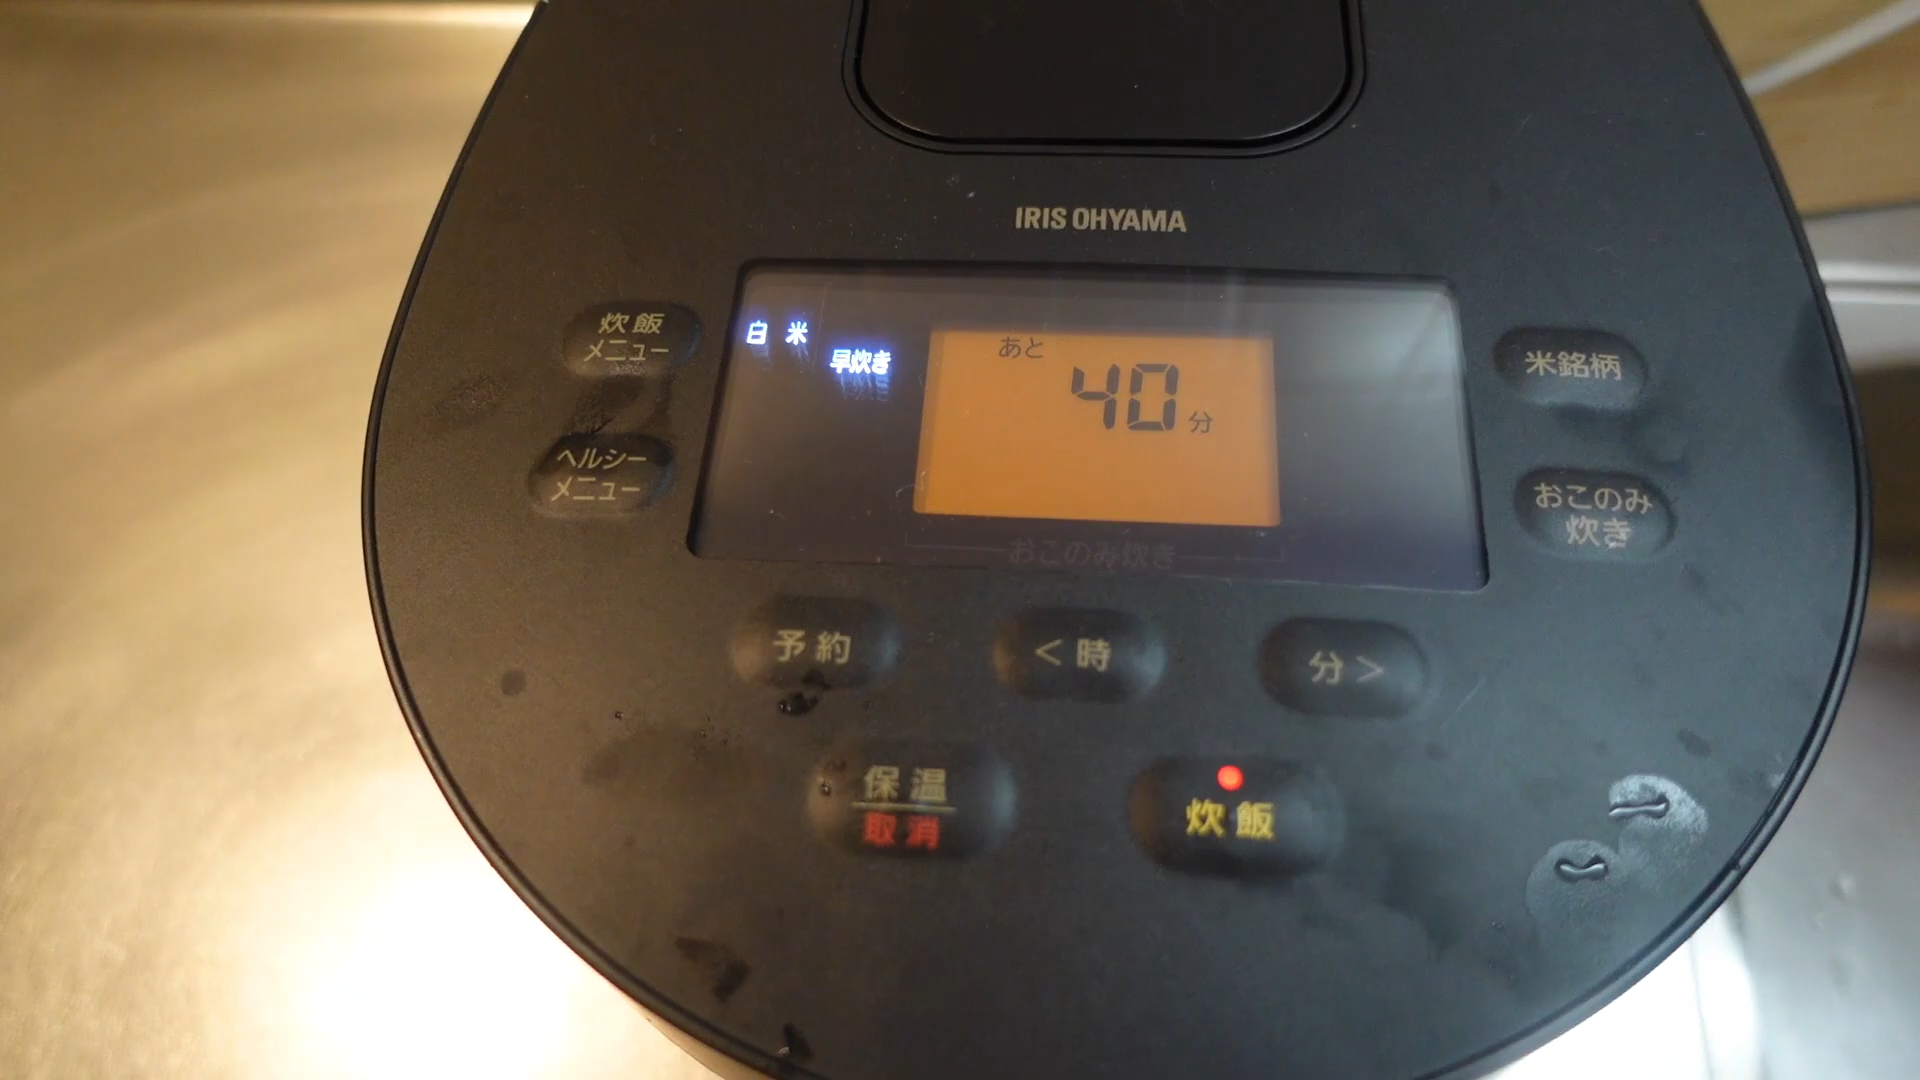 IRIS OHYAMA
炊飯
メニュー
白米
早炊き
あと
40分
米銘柄
ヘルシー
メニュー
おこのみ
炊き
おこのみ炊き
予約
<時
分>
保温
取消
炊飯